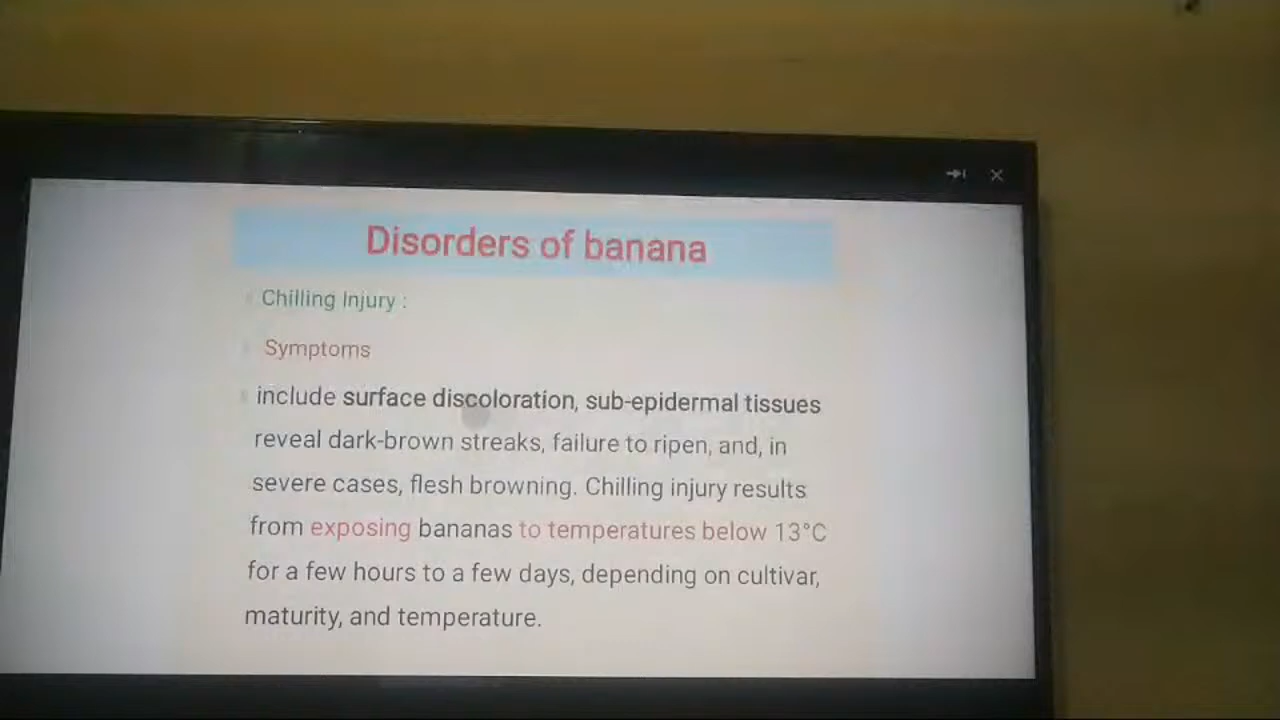 Disorders of banana
Chilling Injury :
Symptoms
include surface discoloration, sub-epidermal tissues
reveal dark-brown streaks, failure to ripen, and, in
severe cases, flesh browning. Chilling injury results
from exposing bananas to temperatures below 13°C
for a few hours to a few days, depending on cultivar,
maturity, and temperature.